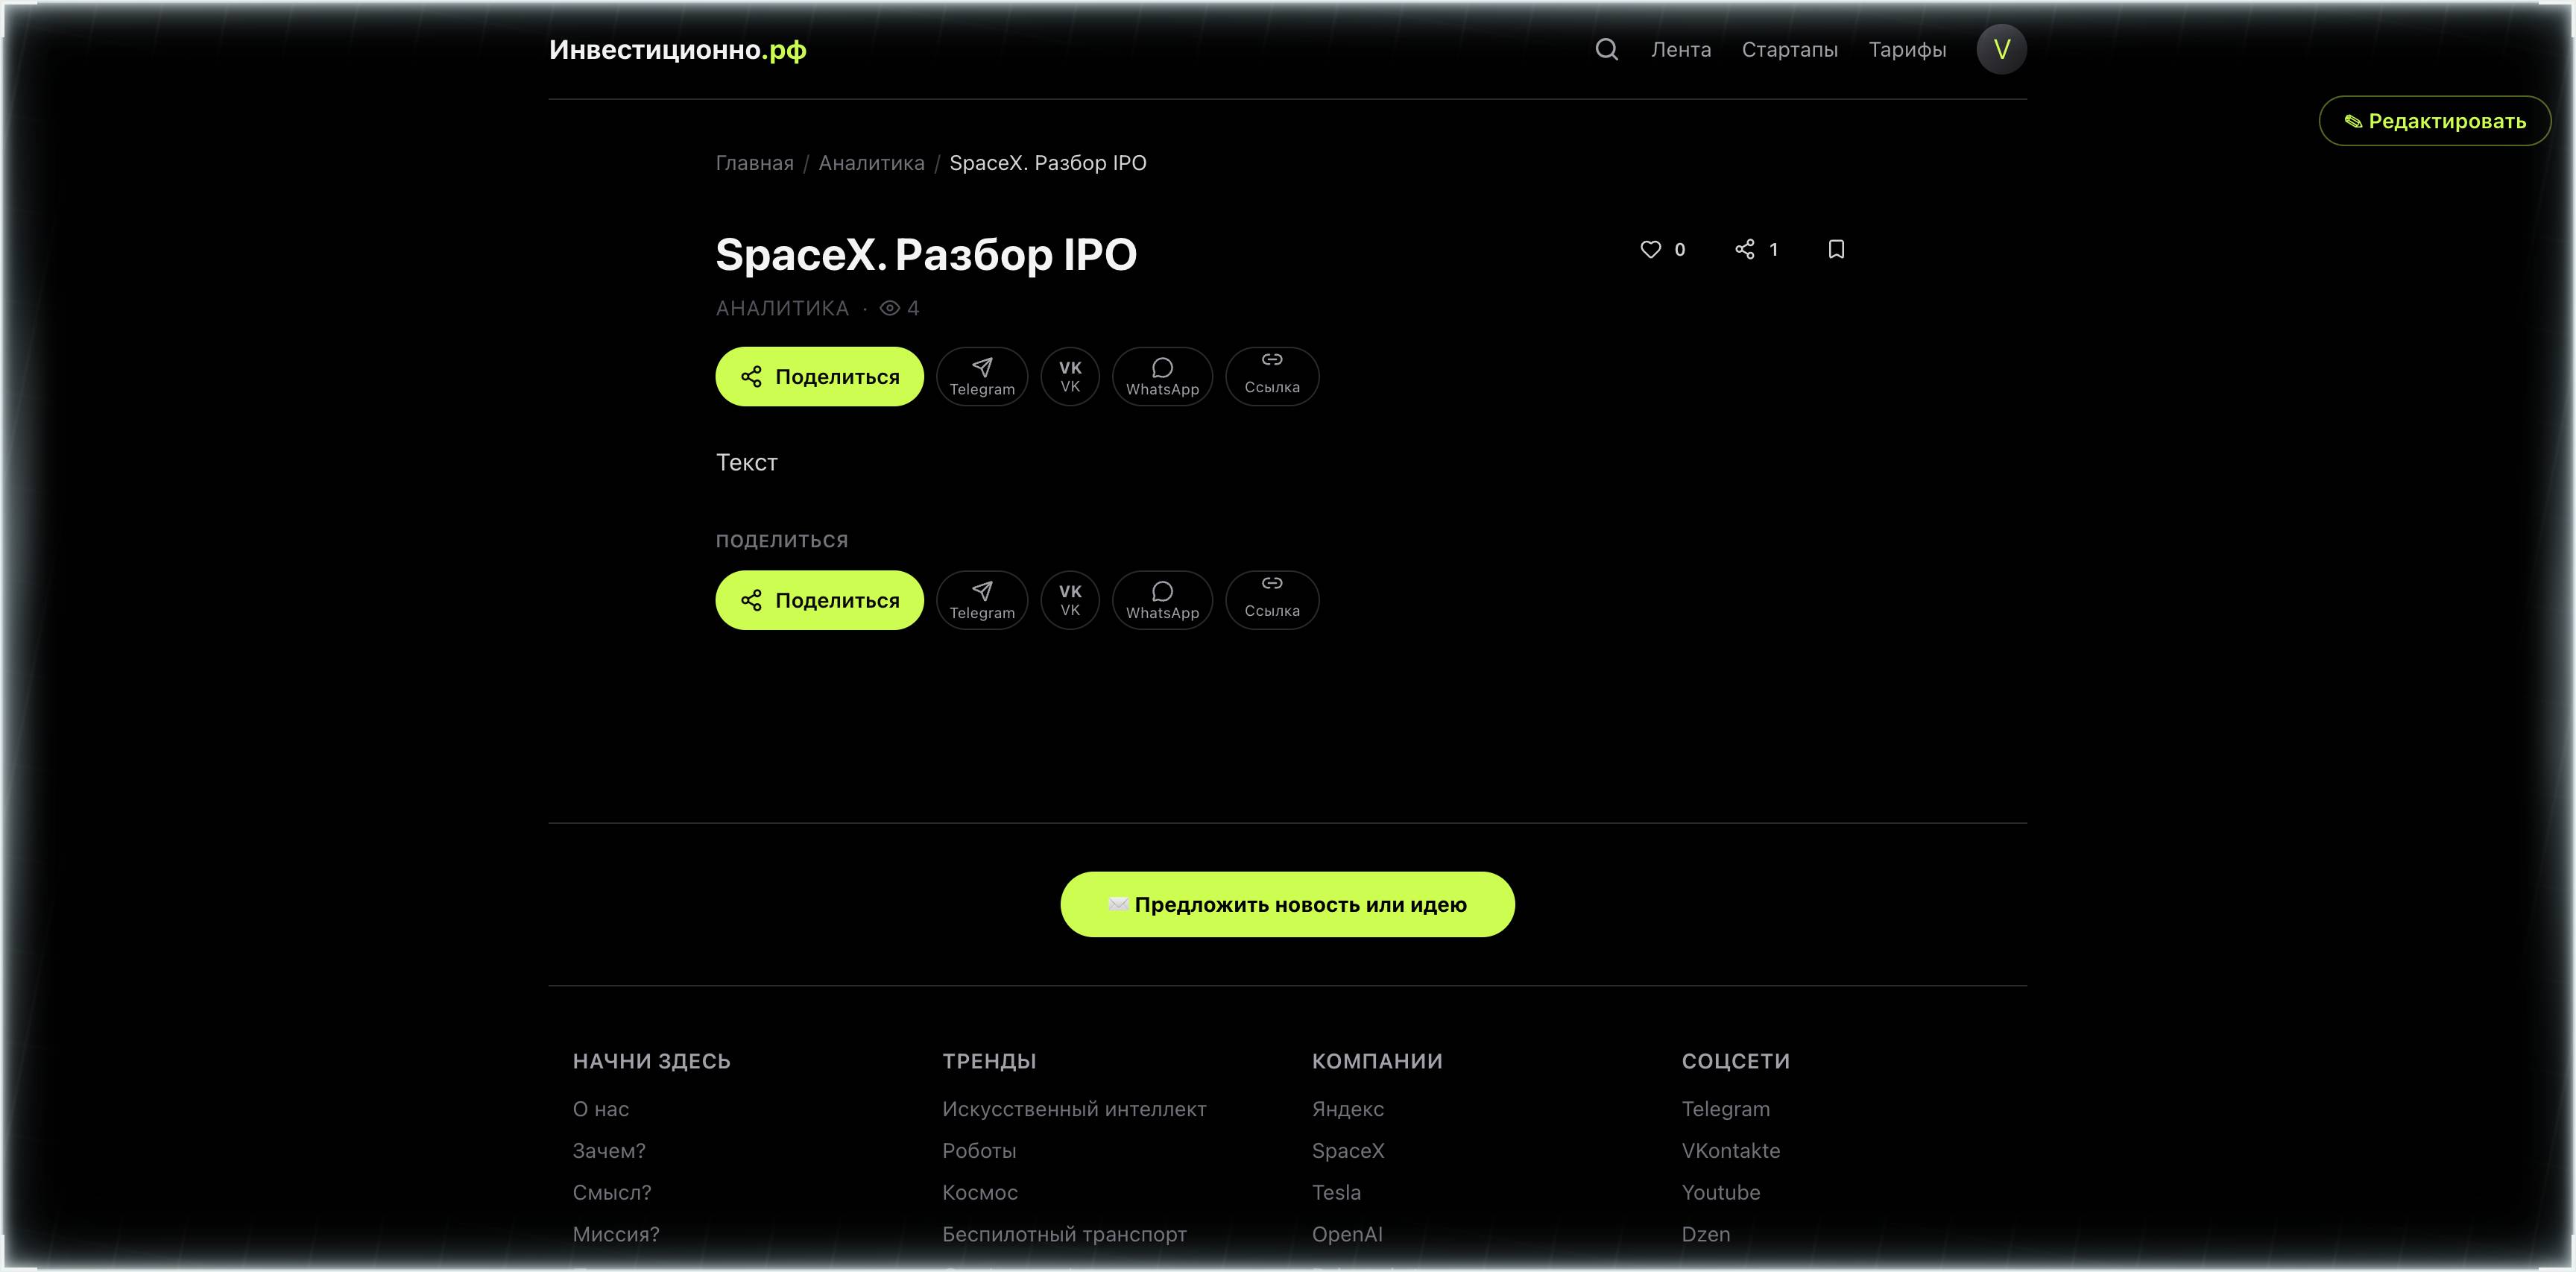 Инвестиционно.рф
Лента Стартапы Тарифы V
✎ Редактировать
Главная / Аналитика / SpaceX. Разбор IPO
SpaceX. Разбор IPO
0 1
АНАЛИТИКА · 4
Поделиться Telegram VK VK WhatsApp Ссылка
Текст
ПОДЕЛИТЬСЯ
Поделиться Telegram VK VK WhatsApp Ссылка
Предложить новость или идею
НАЧНИ ЗДЕСЬ
О нас
Зачем?
Смысл?
Миссия?
ТРЕНДЫ
Искусственный интеллект
Роботы
Космос
Беспилотный транспорт
КОМПАНИИ
Яндекс
SpaceX
Tesla
OpenAI
СОЦСЕТИ
Telegram
VKontakte
Youtube
Dzen